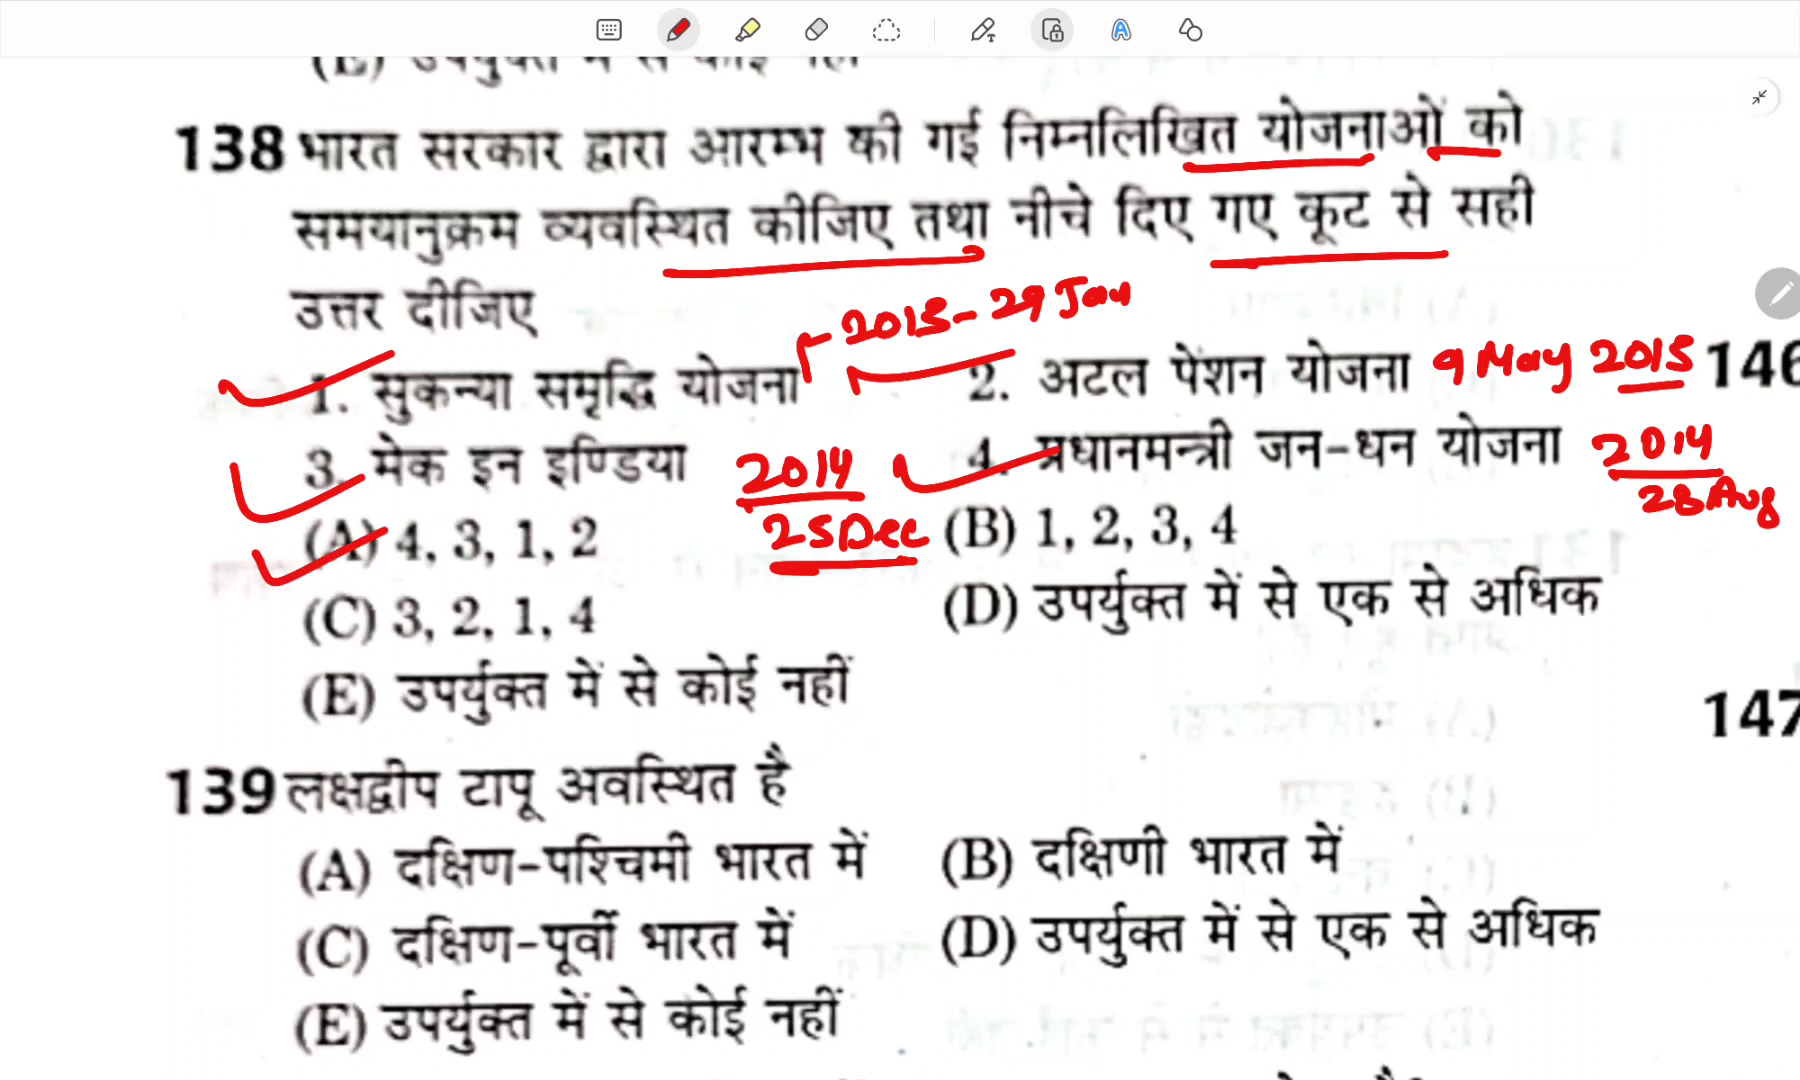 138 भारत सरकार द्वारा आरम्भ की गई निम्नलिखित योजनाओं को
समयानुक्रम व्यवस्थित कीजिए तथा नीचे दिए गए कूट से सही
उत्तर दीजिए
2015-29 Jan
1. सुकन्या समृद्धि योजना 2. अटल पेंशन योजना 9 May 2015 146
3. मेक इन इण्डिया 2014 4. प्रधानमन्त्री जन-धन योजना 2014
28 Aug
(A) 4, 3, 1, 2 25 Dec (B) 1, 2, 3, 4
(C) 3, 2, 1, 4 (D) उपर्युक्त में से एक से अधिक
(E) उपर्युक्त में से कोई नहीं
147
139 लक्षद्वीप टापू अवस्थित है
(A) दक्षिण-पश्चिमी भारत में (B) दक्षिणी भारत में
(C) दक्षिण-पूर्वी भारत में (D) उपर्युक्त में से एक से अधिक
(E) उपर्युक्त में से कोई नहीं